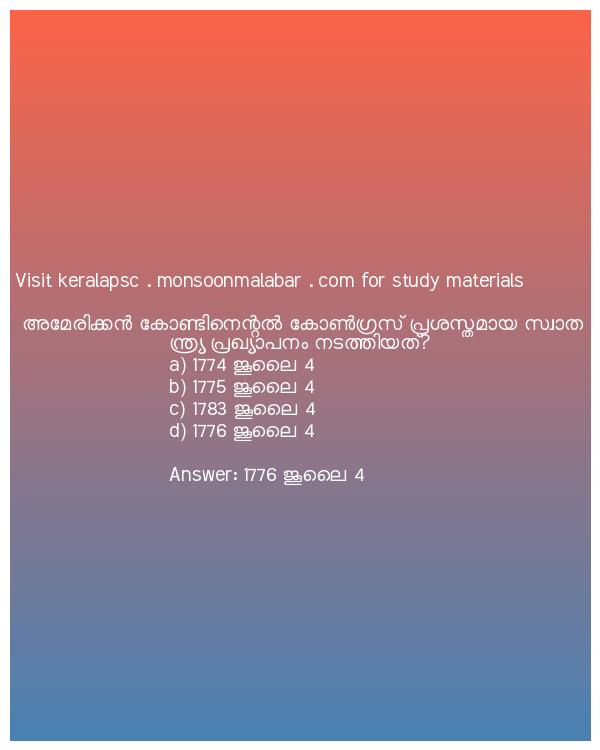 Visit keralapsc . monsoonmalabar . com for study materials
അമേരിക്കൻ കോണ്ടിനെന്റൽ കോൺഗ്രസ് പ്രശസ്തമായ സ്വാത
ന്ത്ര്യ പ്രഖ്യാപനം നടത്തിയത്?
a) 1774 ജൂലൈ 4
b) 1775 ജൂലൈ 4
c) 1783 ജൂലൈ 4
d) 1776 ജൂലൈ 4
Answer: 1776 ജൂലൈ 4